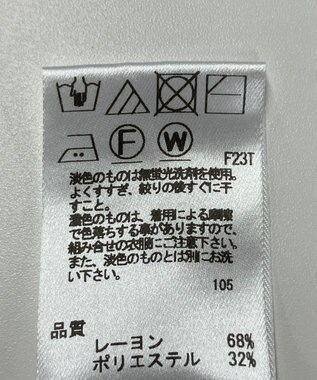 F W F23T
淡色のものは無蛍光洗剤を使用。
よくすすぎ、絞りの後すぐに干
すこと。
濃色のものは、着用による摩擦
で色落ちする事がありますので、
組み合せの衣服にご注意下さい。
また、淡色のものとは別にお洗
い下さい。
105
品質
レーヨン 68%
ポリエステル 32%